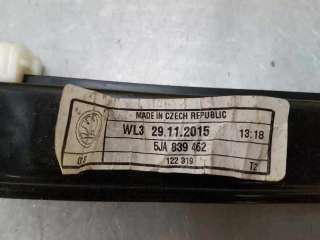 MADE IN CZECH REPUBLIC
WL3 29.11.2015 13:18
5JA 839 462
122 319